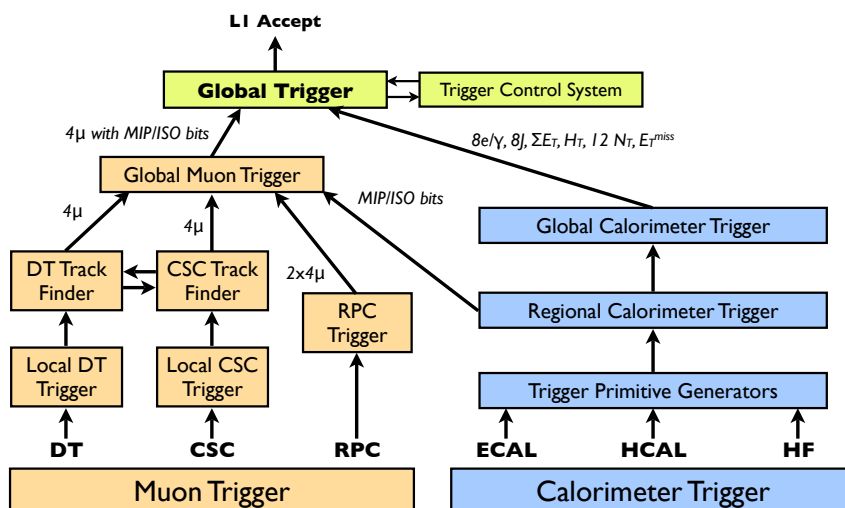 L1 Accept
Global Trigger
Trigger Control System
4μ with MIP/ISO bits
8e/γ, 8J, ΣET, HT, 12 NT, ETmiss
Global Muon Trigger
MIP/ISO bits
4μ
4μ
Global Calorimeter Trigger
DT Track
Finder
CSC Track
Finder
2x4μ
RPC
Trigger
Regional Calorimeter Trigger
Local DT
Trigger
Local CSC
Trigger
Trigger Primitive Generators
DT
CSC
RPC
ECAL
HCAL
HF
Muon Trigger
Calorimeter Trigger